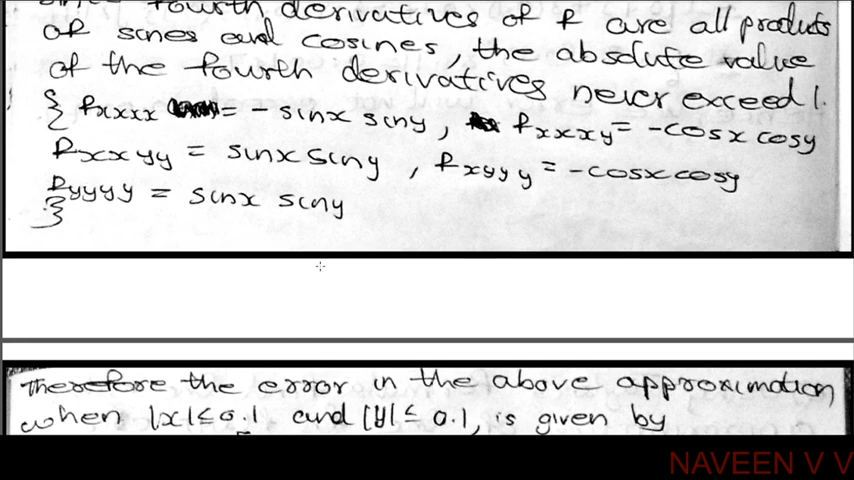 fourth derivatives of f are all products
of sines and cosines, the absolute value
of the fourth derivatives never exceed 1.
{ fxxxx = - sinx siny, fxxxy = -cosx cosy
fxxyy = sinx siny, fxyyy = -cosx cosy
fyyyy = sinx siny
}
Therefore the error in the above approximation
when |x| ≤ 0.1 and |y| ≤ 0.1, is given by
NAVEEN V V